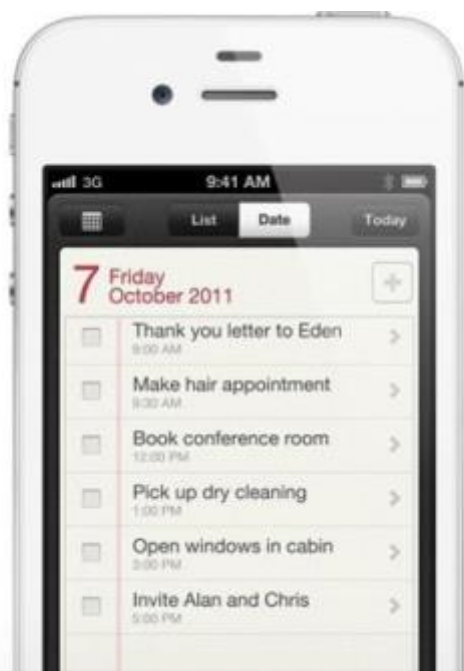 3G 9:41 AM
List Date Today
7 Friday
October 2011
Thank you letter to Eden
9:00 AM
Make hair appointment
9:30 AM
Book conference room
12:00 PM
Pick up dry cleaning
1:00 PM
Open windows in cabin
3:00 PM
Invite Alan and Chris
5:00 PM